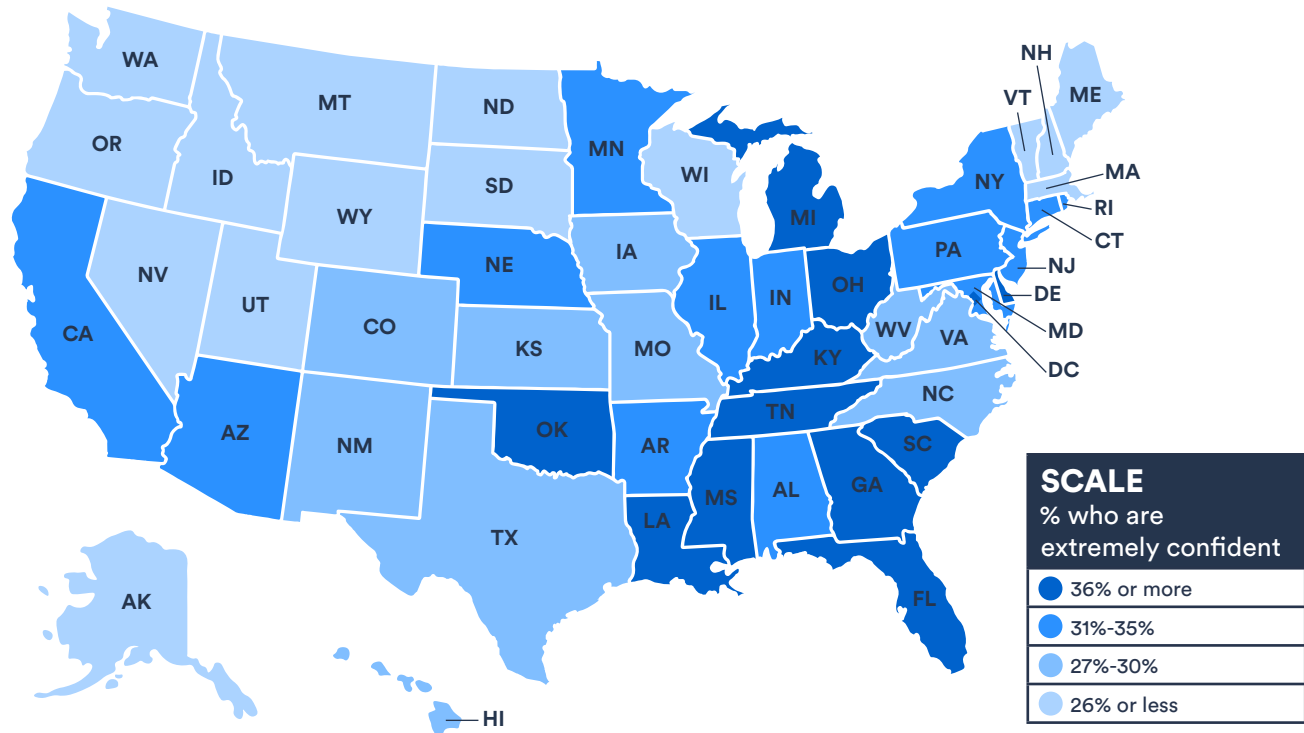 WA
MT
ND
MN
OR
ID
SD
WI
WY
NH
VT
ME
MA
NY
RI
CT
MI
NV
UT
CO
NE
IA
PA
NJ
DE
MD
DC
OH
IL
IN
CA
KS
MO
KY
WV
VA
AZ
NM
OK
AR
TN
NC
SC
MS
AL
GA
TX
LA
FL
AK
HI
SCALE
% who are
extremely confident
36% or more
31%-35%
27%-30%
26% or less